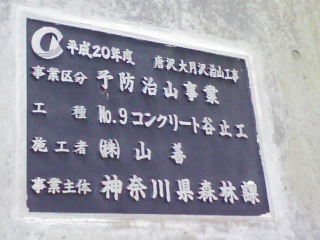 平成20年度 唐沢大月沢治山工事
事業区分 予防治山事業
工種 No.9コンクリート谷止工
施工者 ㈱山善
事業主体 神奈川県森林課